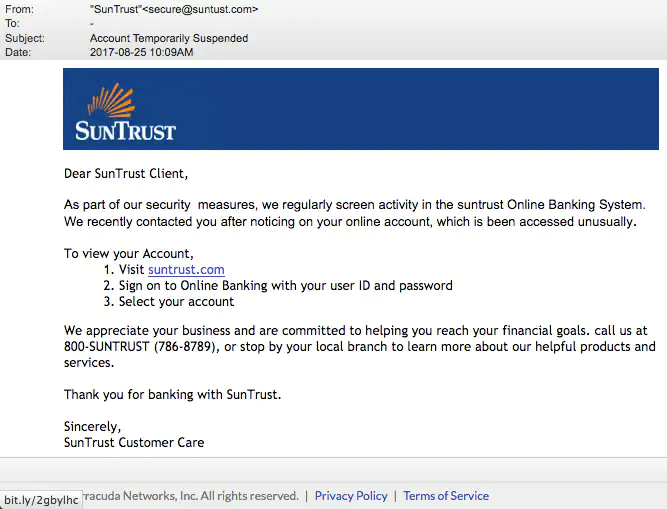 From: "SunTrust"<secure@suntust.com>
To: -
Subject: Account Temporarily Suspended
Date: 2017-08-25 10:09AM
SUNTRUST
Dear SunTrust Client,
As part of our security measures, we regularly screen activity in the suntrust Online Banking System.
We recently contacted you after noticing on your online account, which is been accessed unusually.
To view your Account,
1. Visit suntrust.com
2. Sign on to Online Banking with your user ID and password
3. Select your account
We appreciate your business and are committed to helping you reach your financial goals. call us at
800-SUNTRUST (786-8789), or stop by your local branch to learn more about our helpful products and
services.
Thank you for banking with SunTrust.
Sincerely,
SunTrust Customer Care
bit.ly/2gbylhc rracuda Networks, Inc. All rights reserved. | Privacy Policy | Terms of Service